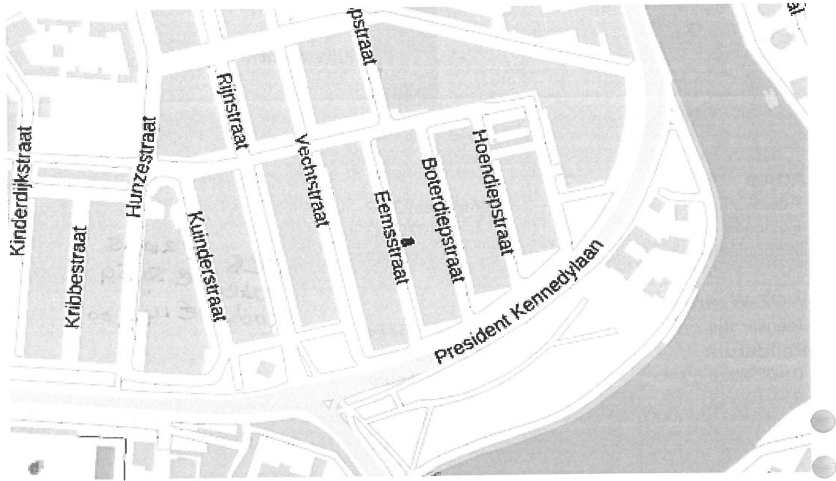 pstraat
Rijnstraat
Kinderdijkstraat
Hunzestraat
Vechtstraat
Hoendiepstraat
Boterdiepstraat
Eemsstraat
Kuinderstraat
Kribbestraat
President Kennedylaan